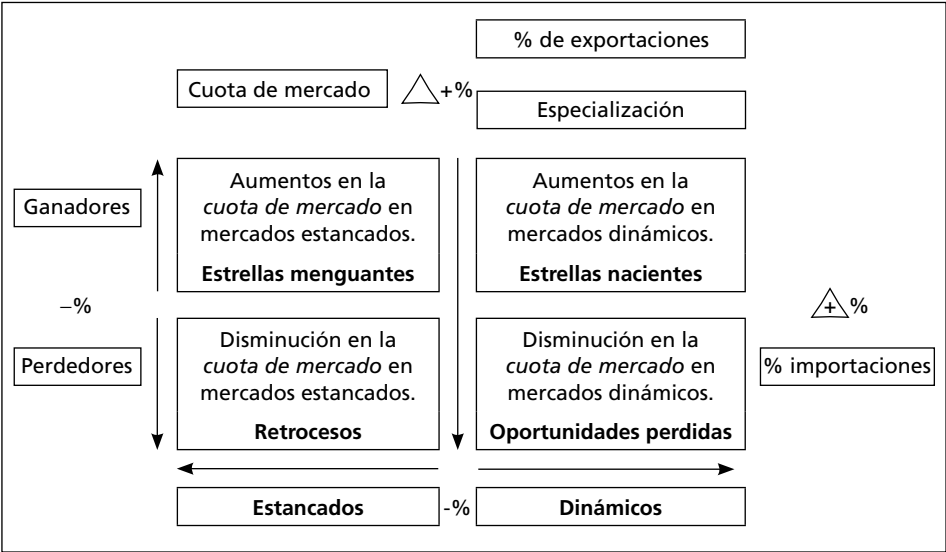 % de exportaciones
Cuota de mercado
+%
Especialización
Ganadores
Aumentos en la
cuota de mercado en
mercados estancados.
Estrellas menguantes
Aumentos en la
cuota de mercado en
mercados dinámicos.
Estrellas nacientes
–%
+ %
Perdedores
Disminución en la
cuota de mercado en
mercados estancados.
Retrocesos
Disminución en la
cuota de mercado en
mercados dinámicos.
Oportunidades perdidas
% importaciones
Estancados
-%
Dinámicos